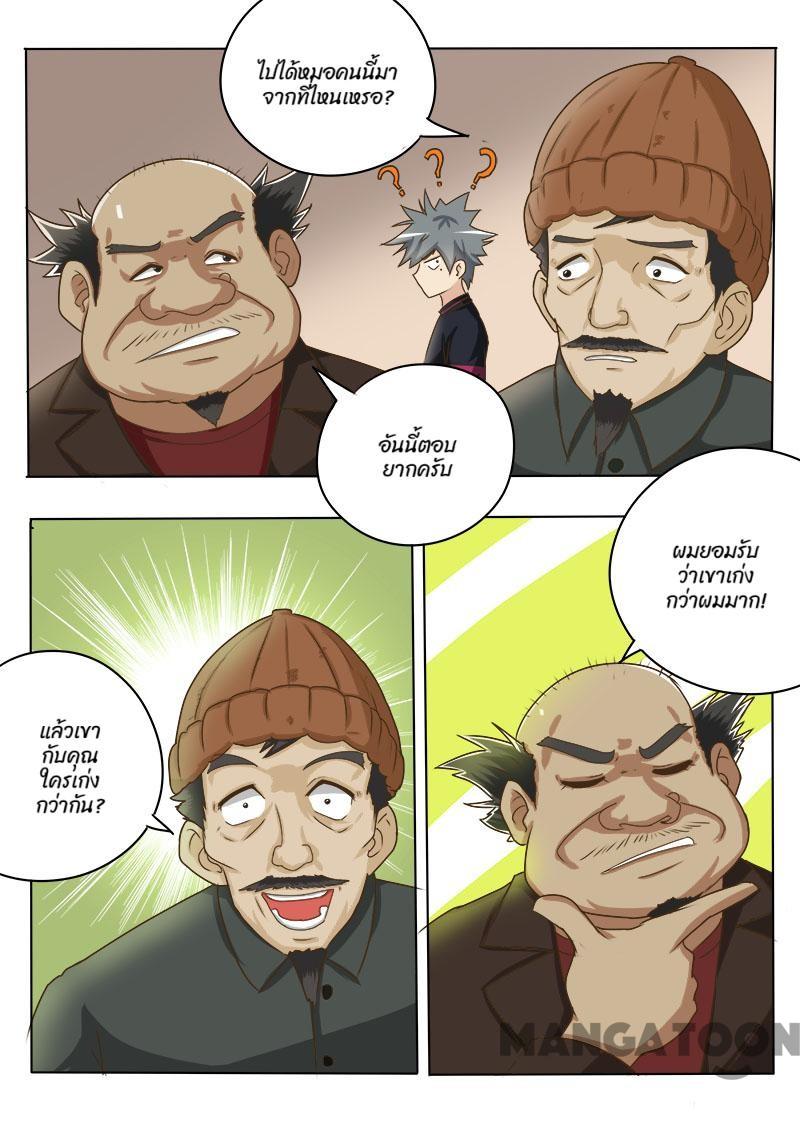 ไปได้หมอคนนี้มา
จากที่ไหนเหรอ?
? ? ?
อันนี้ตอบ
ยากครับ
แล้วเขา
กับคุณ
ใครเก่ง
กว่ากัน?
ผมยอมรับ
ว่าเขาเก่ง
กว่าผมมาก!
MANGATOON